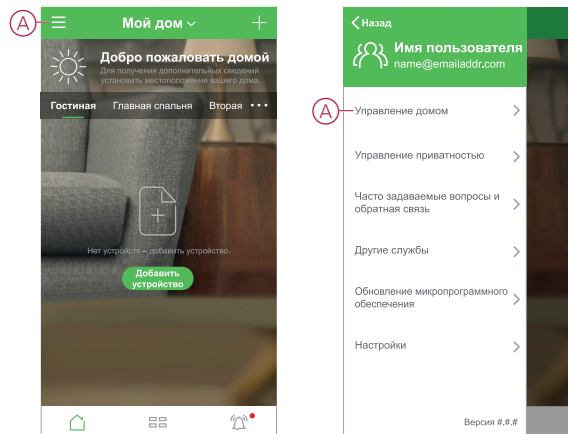 A
Мой дом
Добро пожаловать домой
Для получения дополнительных сведений
установить местоположение вашего дома.
Гостиная Главная спальня Вторая
Нет устройств – добавить устройство.
Добавить
устройство
Назад
Имя пользователя
name@emailaddr.com
A
Управление домом
Управление приватностью
Часто задаваемые вопросы и
обратная связь
Другие службы
Обновление микропрограммного
обеспечения
Настройки
Версия #.#.#